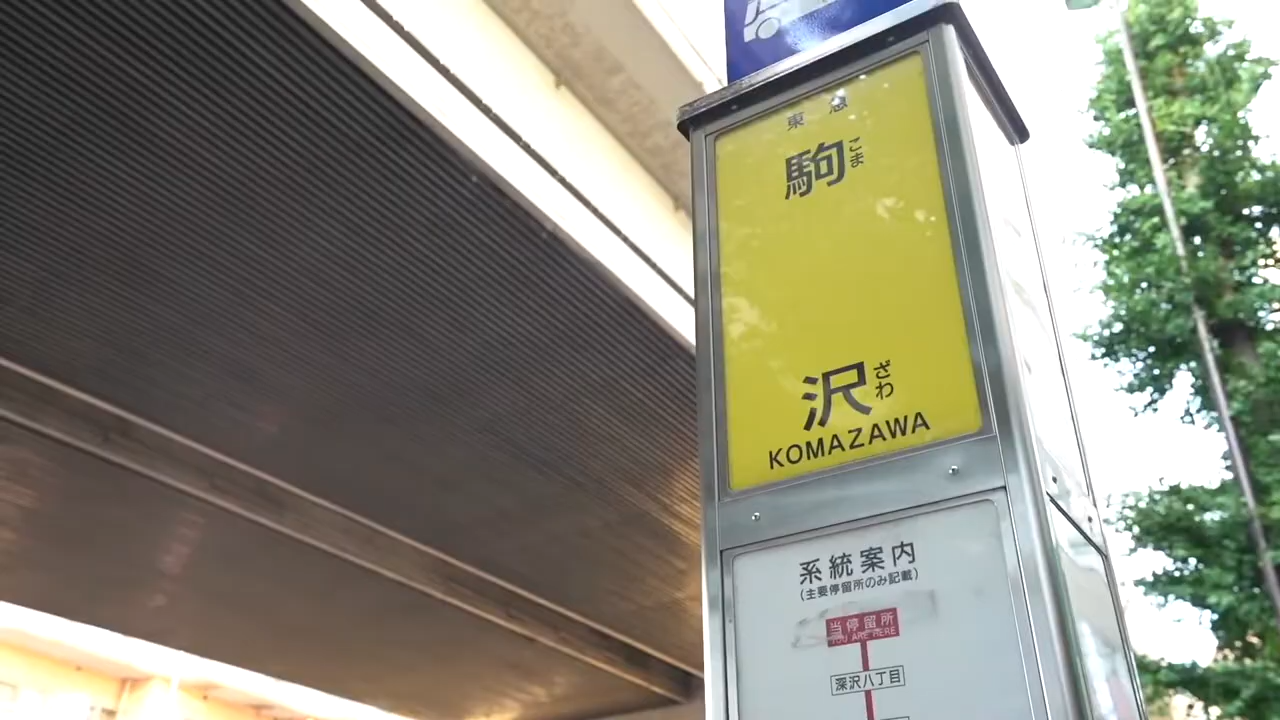 東急
駒
こま
沢
ざわ
KOMAZAWA
系統案内
(主要停留所のみ記載)
当停留所
YOU ARE HERE
深沢八丁目